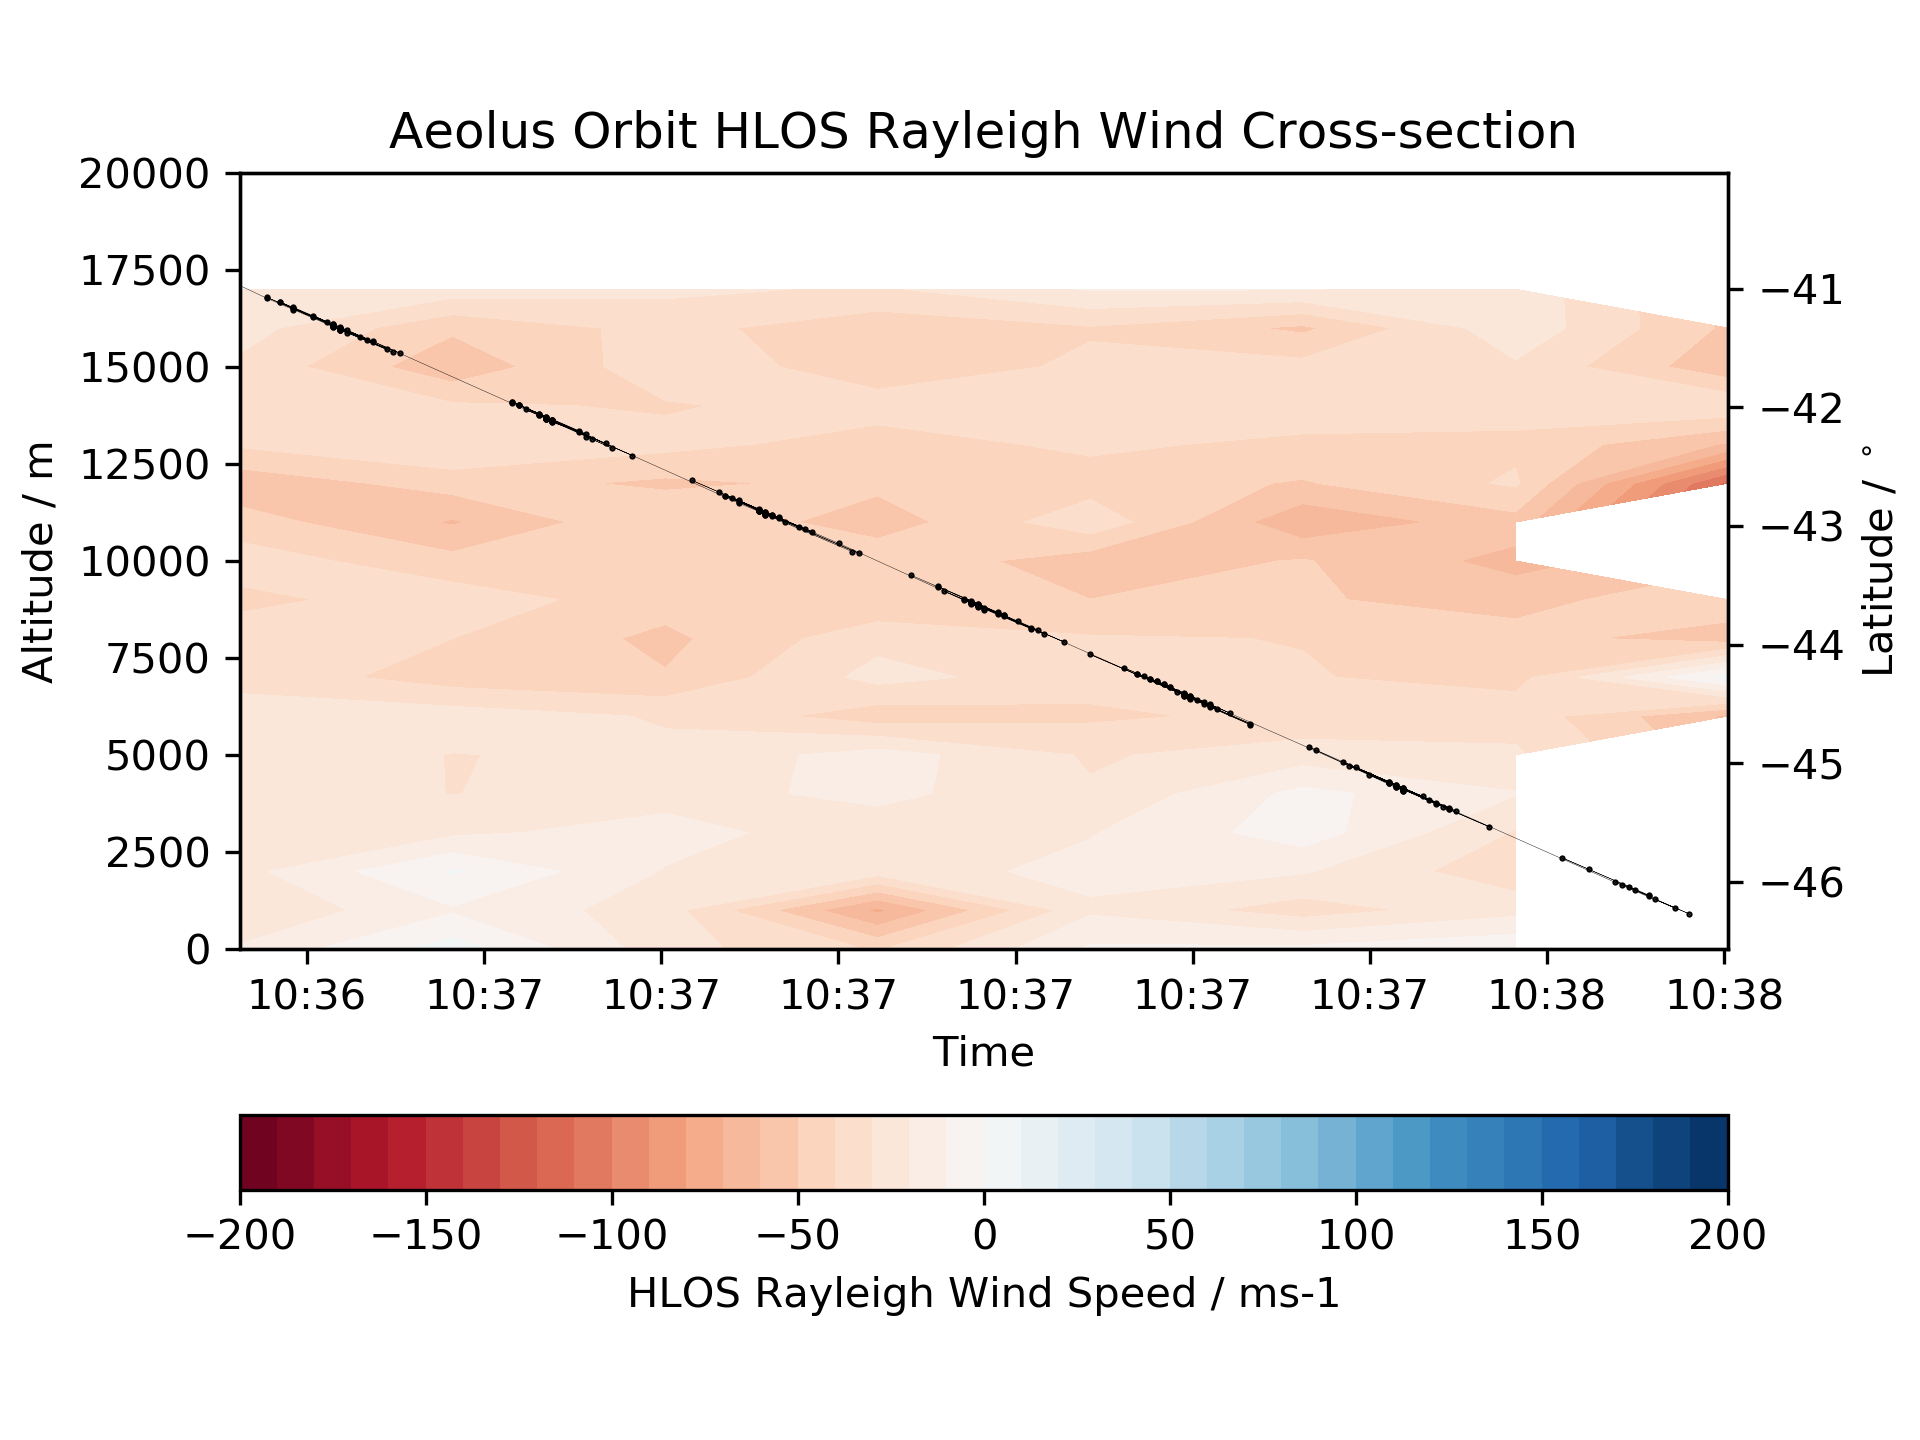 Aeolus Orbit HLOS Rayleigh Wind Cross-section
20000
17500
15000
12500
10000
7500
5000
2500
0
Altitude / m
−41
−42
−43
−44
−45
−46
Latitude / °
10:36 10:37 10:37 10:37 10:37 10:37 10:37 10:38 10:38
Time
−200 −150 −100 −50 0 50 100 150 200
HLOS Rayleigh Wind Speed / ms-1